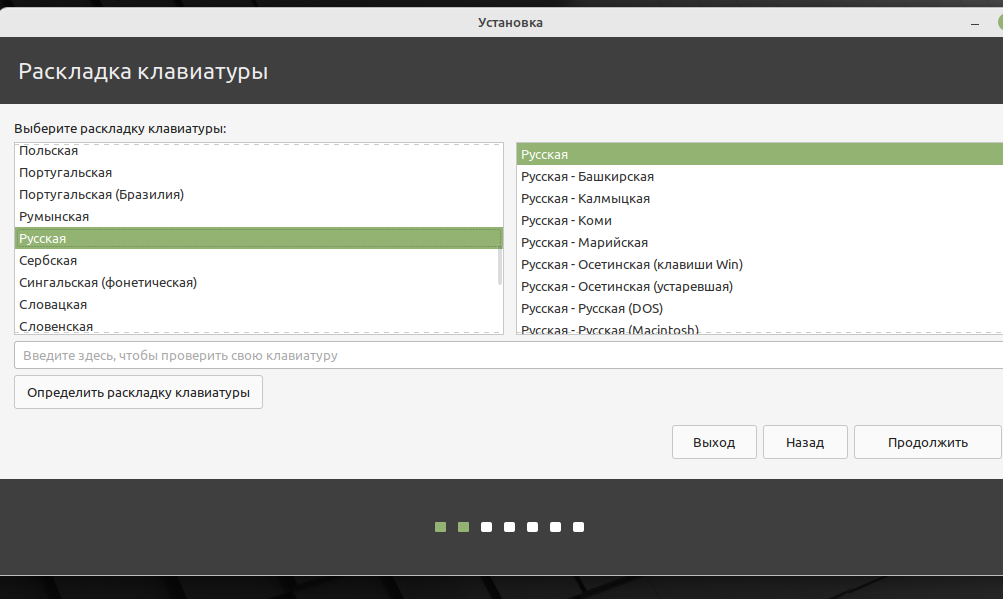 Установка
Раскладка клавиатуры
Выберите раскладку клавиатуры:
Польская
Португальская
Португальская (Бразилия)
Румынская
Русская
Сербская
Сингальская (фонетическая)
Словацкая
Словенская
Русская
Русская - Башкирская
Русская - Калмыцкая
Русская - Коми
Русская - Марийская
Русская - Осетинская (клавиши Win)
Русская - Осетинская (устаревшая)
Русская - Русская (DOS)
Русская - Русская (Macintosh)
Введите здесь, чтобы проверить свою клавиатуру
Определить раскладку клавиатуры
Выход
Назад
Продолжить